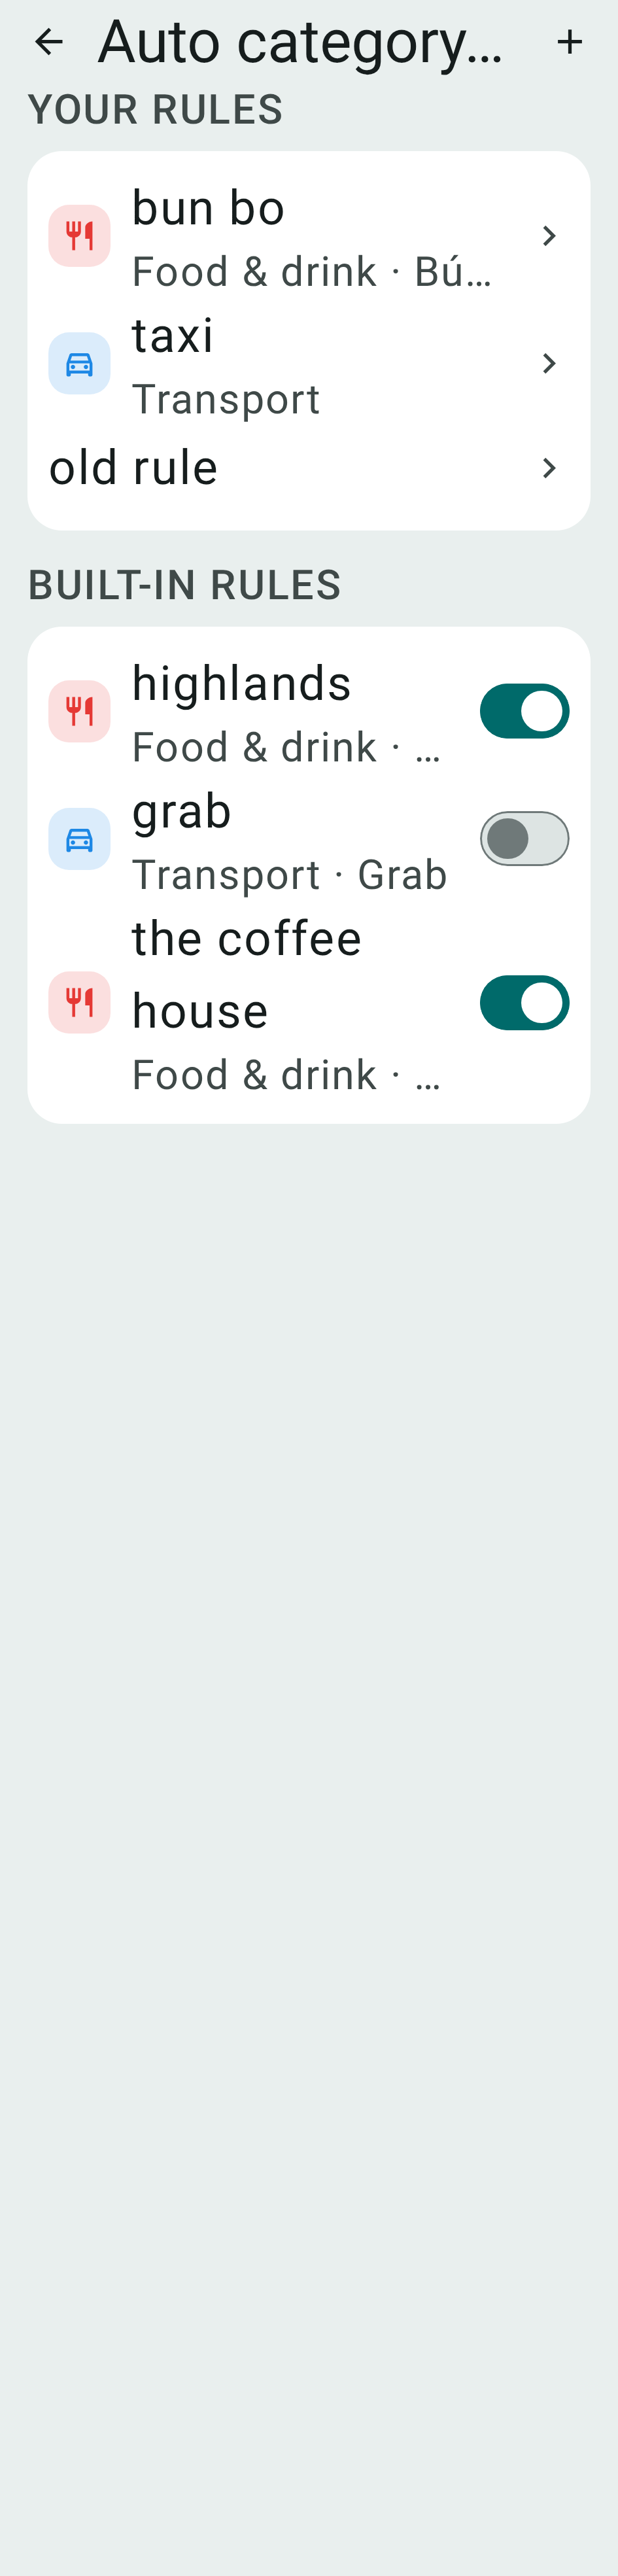 Auto category…
YOUR RULES
bun bo
Food & drink · Bú…
taxi
Transport
old rule
BUILT-IN RULES
highlands
Food & drink · …
grab
Transport · Grab
the coffee
house
Food & drink · …